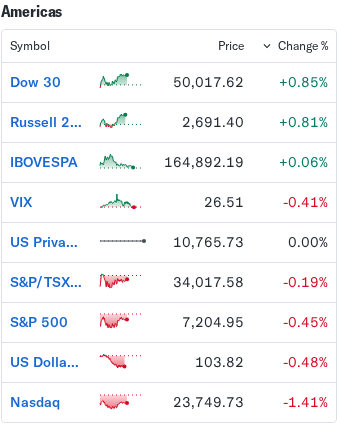 Americas
Symbol Price Change %
Dow 30 50,017.62 +0.85%
Russell 2... 2,691.40 +0.81%
IBOVESPA 164,892.19 +0.06%
VIX 26.51 -0.41%
US Priva... 10,765.73 0.00%
S&P/TSX... 34,017.58 -0.19%
S&P 500 7,204.95 -0.45%
US Dolla... 103.82 -0.48%
Nasdaq 23,749.73 -1.41%